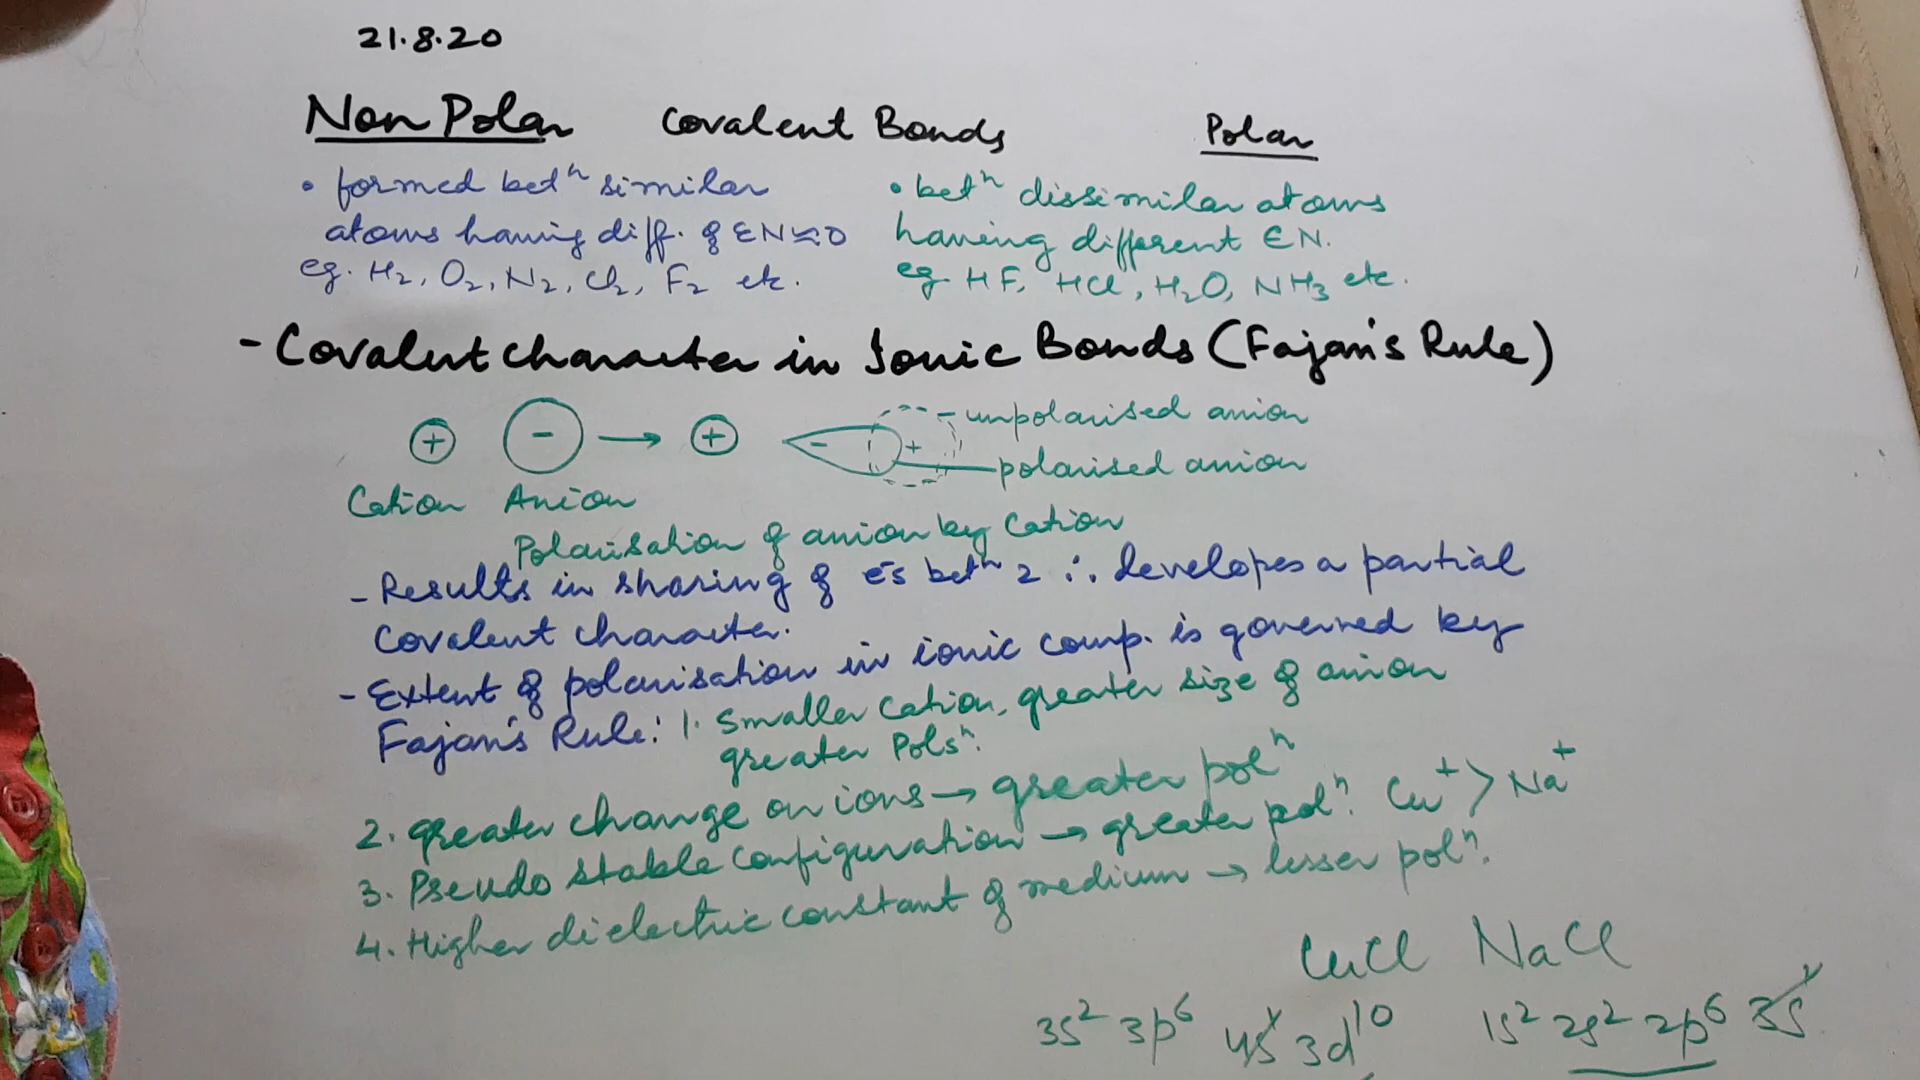 21.8.20
Non Polar Covalent Bonds Polar
• formed betⁿ similar
atoms having diff. of EN≈0
eg. H₂, O₂, N₂, Cl₂, F₂ etc.
• betⁿ dissimilar atoms
having different EN.
eg HF, HCl, H₂O, NH₃ etc.
- Covalent character in Ionic Bonds (Fajan's Rule)
+ - → + - + unpolarised anion
polarised anion
Cation Anion
Polarisation of anion by Cation
- Results in sharing of e⁻s betⁿ 2 ∴ developes a partial
covalent character.
- Extent of polarisation in ionic comp. is governed by
Fajan's Rule: 1. Smaller Cation, greater size of anion
greater Polsⁿ.
2. greater charge on ions → greater polⁿ
3. Pseudo stable configuration → greater polⁿ. Cu⁺ > Na⁺
4. Higher dielectric constant of medium → lesser polⁿ.
CuCl NaCl
3s² 3p⁶ 4s¹ 3d¹⁰ 1s² 2s² 2p⁶ 3s¹